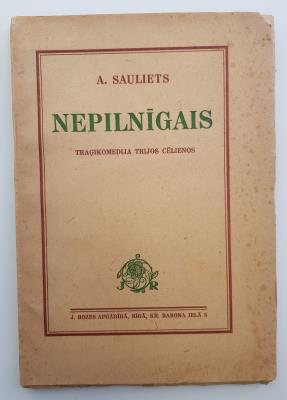 A. SAULIETS
NEPILNĪGAIS
TRAĢIKOMEDIJA TRIJOS CĒLIENOS
J R
J. ROZES APGĀDĪBĀ, RĪGĀ, KR. BARONA IELĀ 5